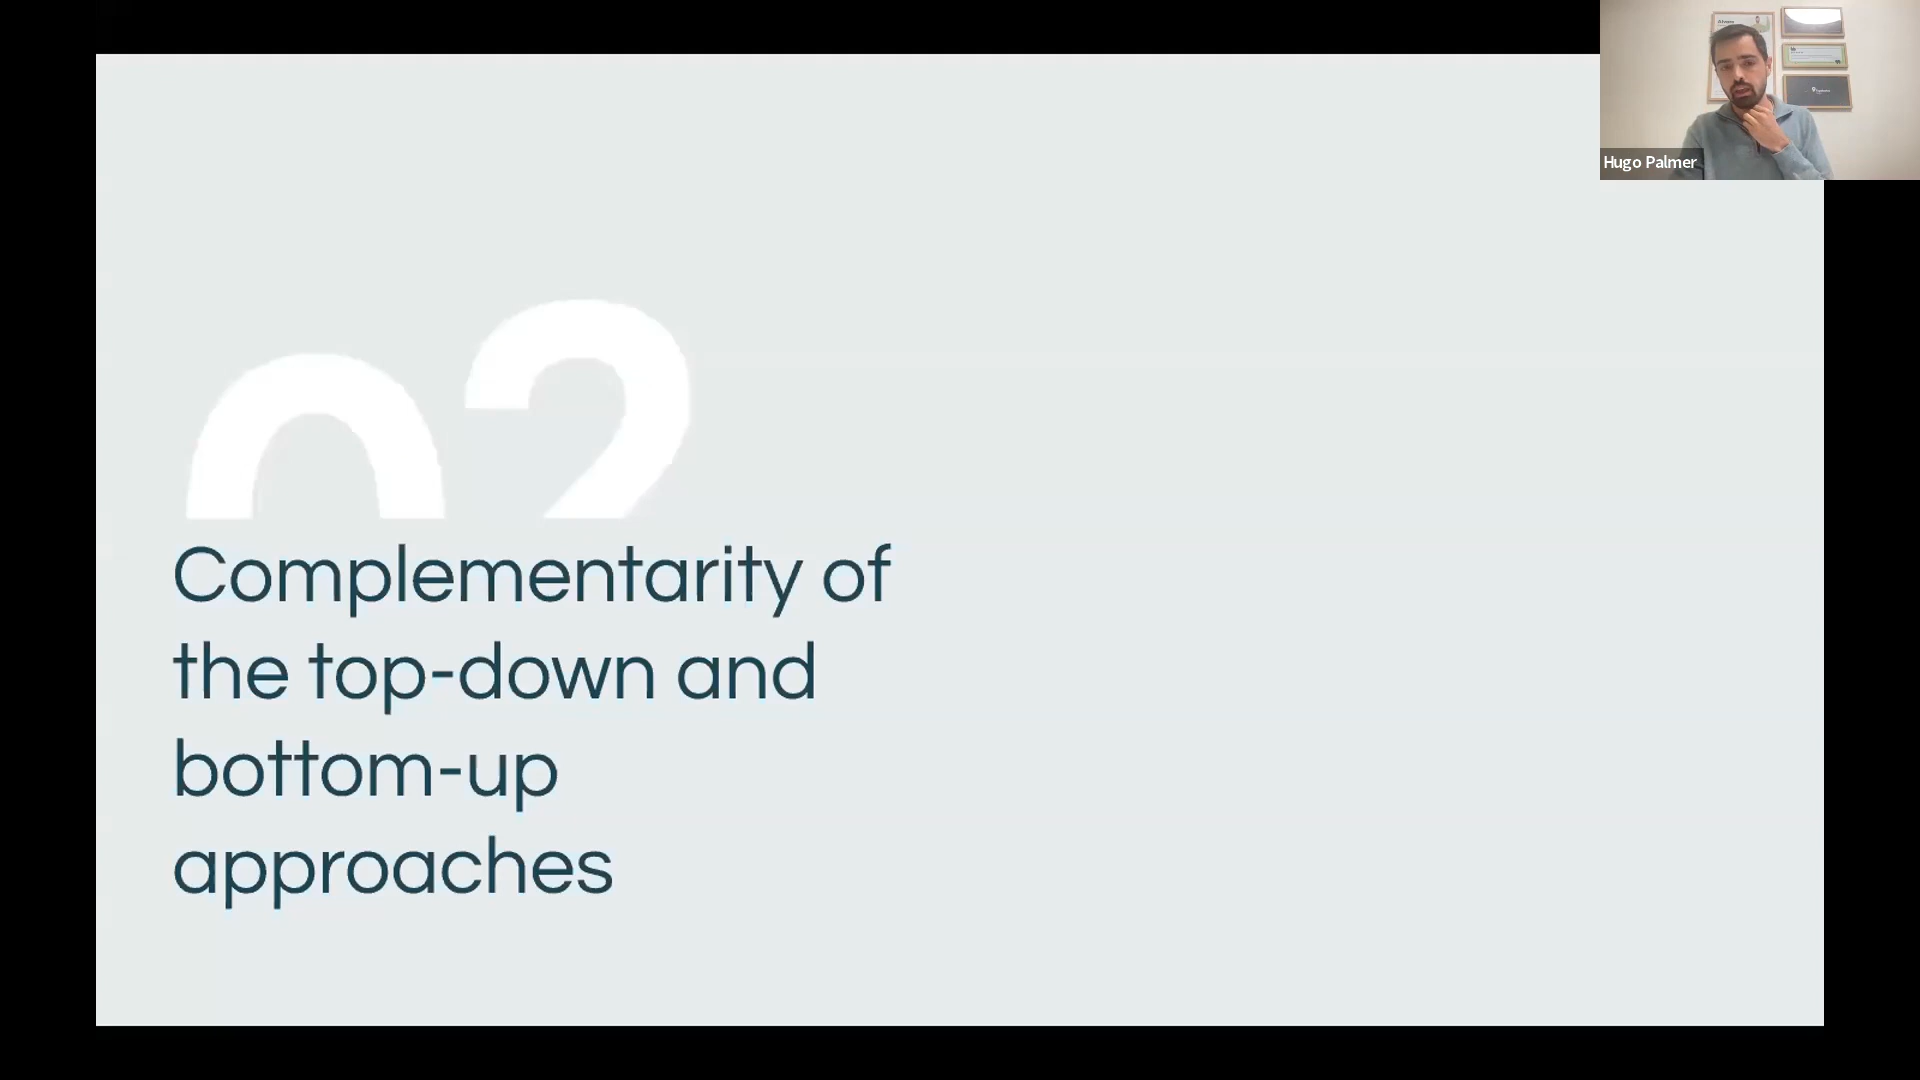 Hugo Palmer
02
Complementarity of
the top-down and
bottom-up
approaches